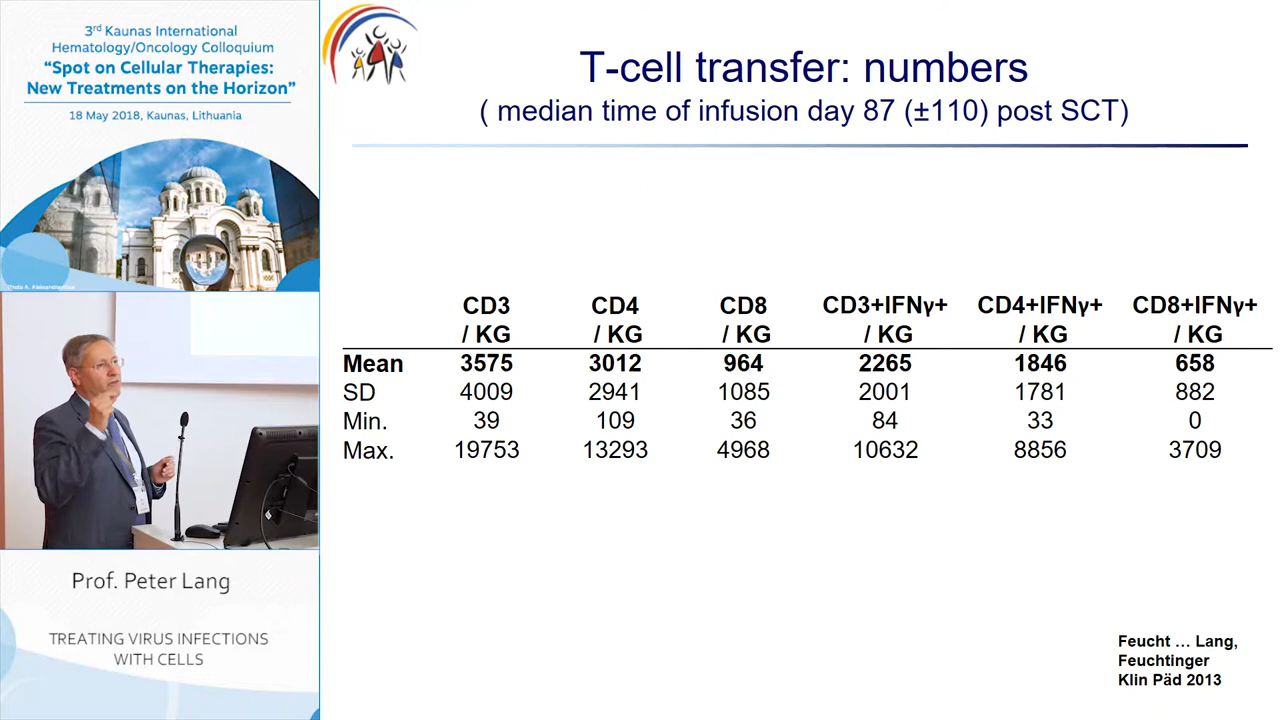 3rd Kaunas International
Hematology/Oncology Colloquium
“Spot on Cellular Therapies:
New Treatments on the Horizon”
18 May 2018, Kaunas, Lithuania
Photo A. Aleksandravičius
Prof. Peter Lang
TREATING VIRUS INFECTIONS
WITH CELLS
T-cell transfer: numbers
( median time of infusion day 87 (±110) post SCT)
CD3 CD4 CD8 CD3+IFNγ+ CD4+IFNγ+ CD8+IFNγ+
/ KG / KG / KG / KG / KG / KG
Mean 3575 3012 964 2265 1846 658
SD 4009 2941 1085 2001 1781 882
Min. 39 109 36 84 33 0
Max. 19753 13293 4968 10632 8856 3709
Feucht … Lang,
Feuchtinger
Klin Päd 2013